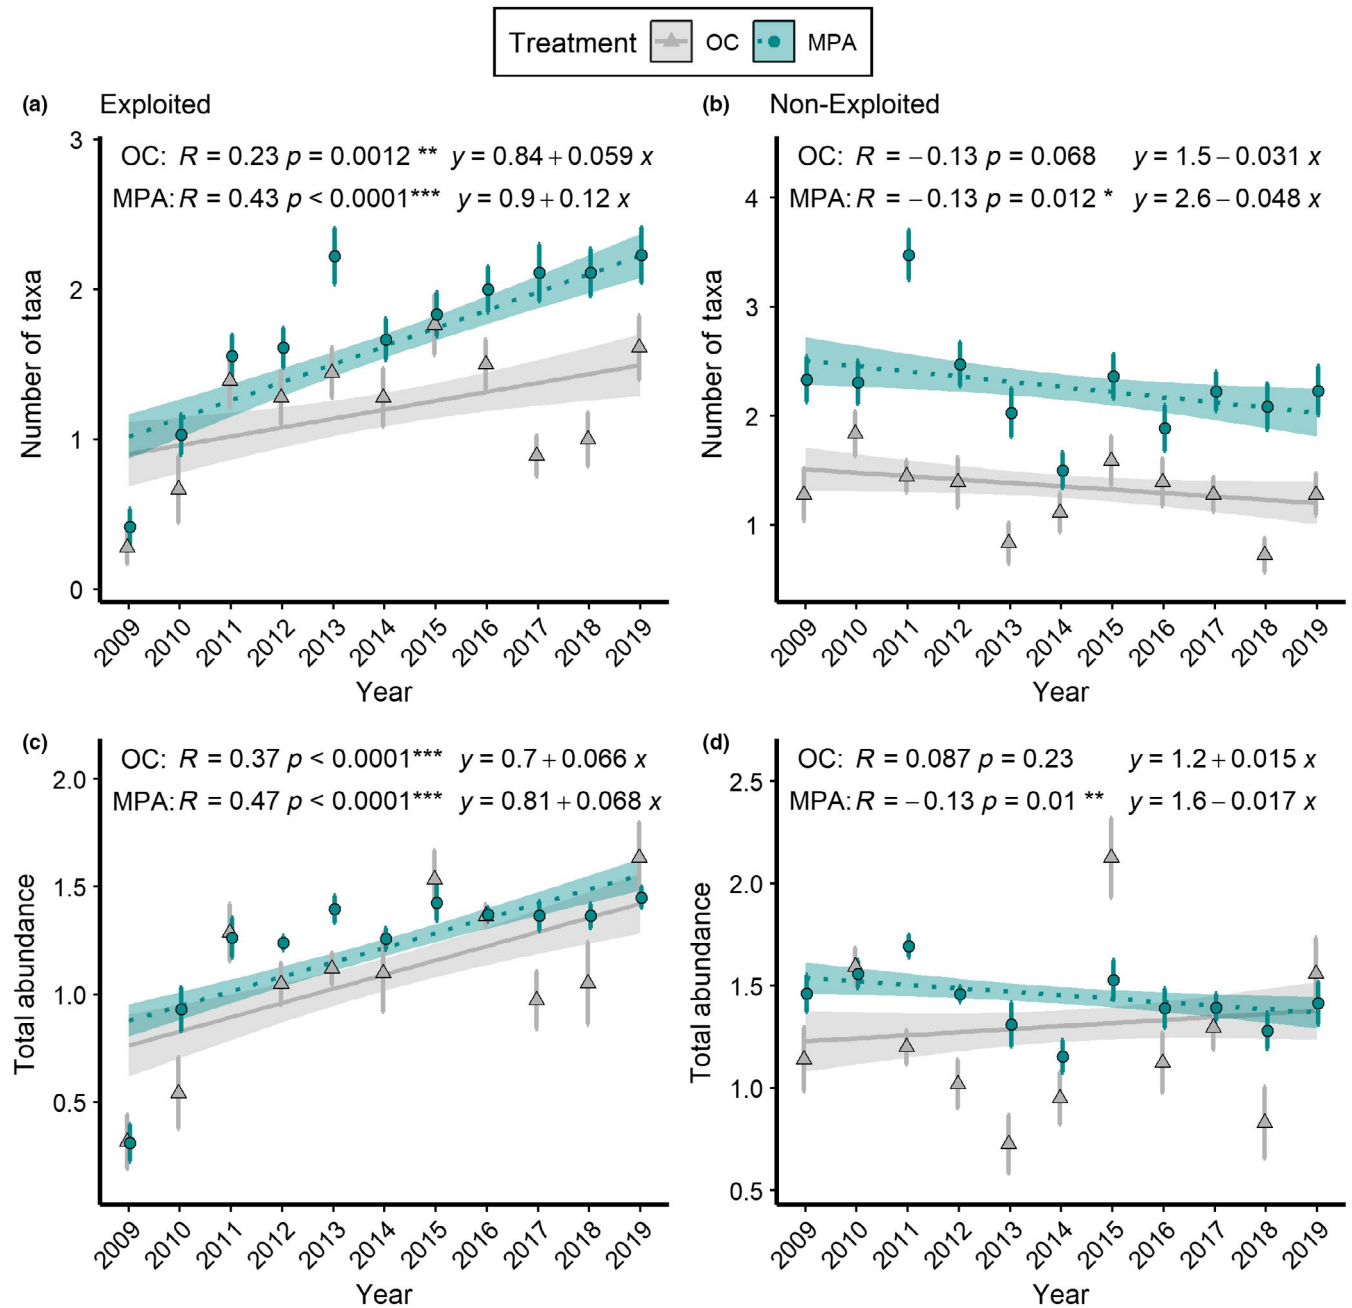 Treatment OC MPA
(a) Exploited
OC: R = 0.23 p = 0.0012 ** y = 0.84 + 0.059 x
MPA: R = 0.43 p < 0.0001 *** y = 0.9 + 0.12 x
Number of taxa
3
2
1
0
2009 2010 2011 2012 2013 2014 2015 2016 2017 2018 2019
Year
(b) Non-Exploited
OC: R = −0.13 p = 0.068 y = 1.5 − 0.031 x
MPA: R = −0.13 p = 0.012 * y = 2.6 − 0.048 x
Number of taxa
4
3
2
1
2009 2010 2011 2012 2013 2014 2015 2016 2017 2018 2019
Year
(c)
OC: R = 0.37 p < 0.0001 *** y = 0.7 + 0.066 x
MPA: R = 0.47 p < 0.0001 *** y = 0.81 + 0.068 x
Total abundance
2.0
1.5
1.0
0.5
2009 2010 2011 2012 2013 2014 2015 2016 2017 2018 2019
Year
(d)
OC: R = 0.087 p = 0.23 y = 1.2 + 0.015 x
MPA: R = −0.13 p = 0.01 ** y = 1.6 − 0.017 x
Total abundance
2.5
2.0
1.5
1.0
0.5
2009 2010 2011 2012 2013 2014 2015 2016 2017 2018 2019
Year